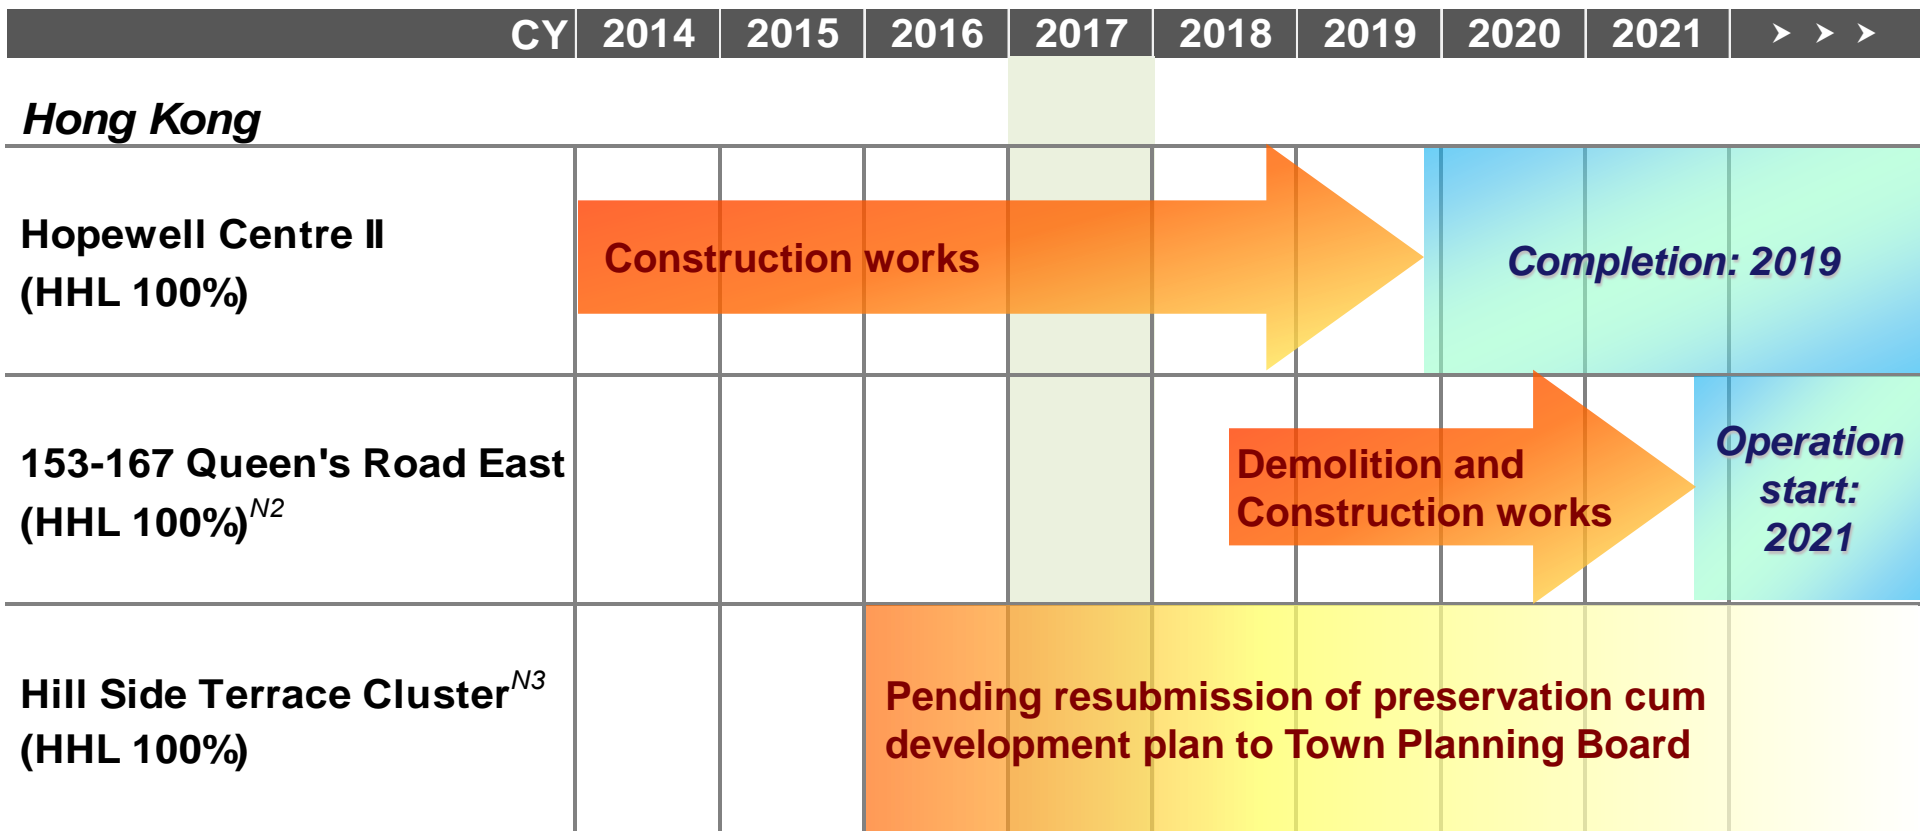 CY 2014 2015 2016 2017 2018 2019 2020 2021 ➤ ➤ ➤
Hong Kong
Hopewell Centre II
(HHL 100%)
Construction works
Completion: 2019
153-167 Queen's Road East
(HHL 100%)N2
Demolition and
Construction works
Operation
start:
2021
Hill Side Terrace ClusterN3
(HHL 100%)
Pending resubmission of preservation cum
development plan to Town Planning Board